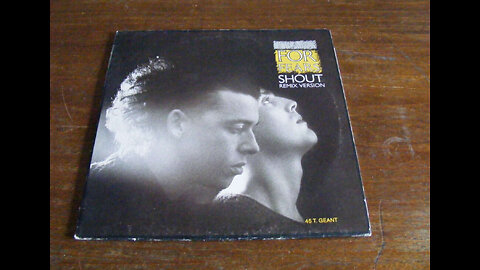 FOR
FEARS
SHOUT
REMIX VERSION
45 T. GEANT